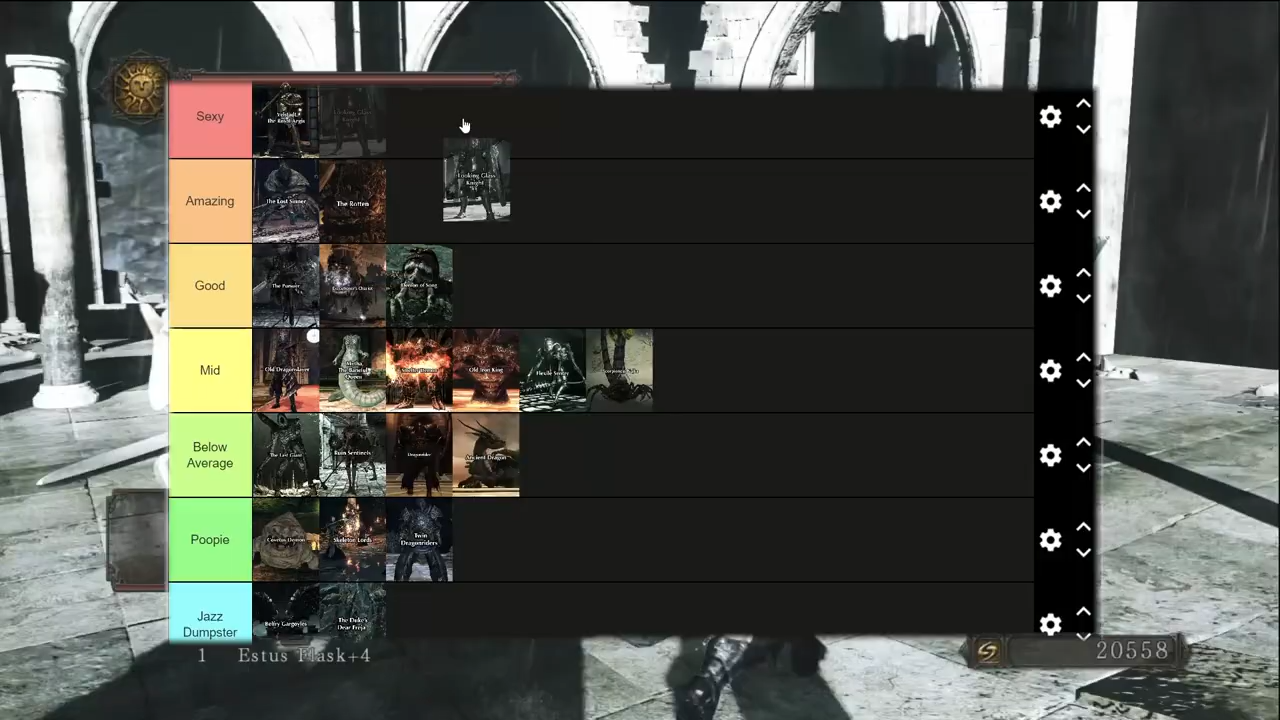 Sexy
Velstadt,
The Royal Aegis
Looking Glass
Knight
Looking Glass
Knight
Amazing
The Lost Sinner
The Rotten
Good
The Pursuer
Executioner's Chariot
Demon of Song
Mid
Old Dragonslayer
Mytha,
The Baneful
Queen
Smelter Demon
Old Iron King
Flexile Sentry
Scorpioness Najka
Below
Average
The Last Giant
Ruin Sentinels
Dragonrider
Ancient Dragon
Poopie
Covetous Demon
Skeleton Lords
Twin
Dragonriders
Jazz
Dumpster
Belfry Gargoyles
The Duke's
Dear Freja
1 Estus Flask+4
20558